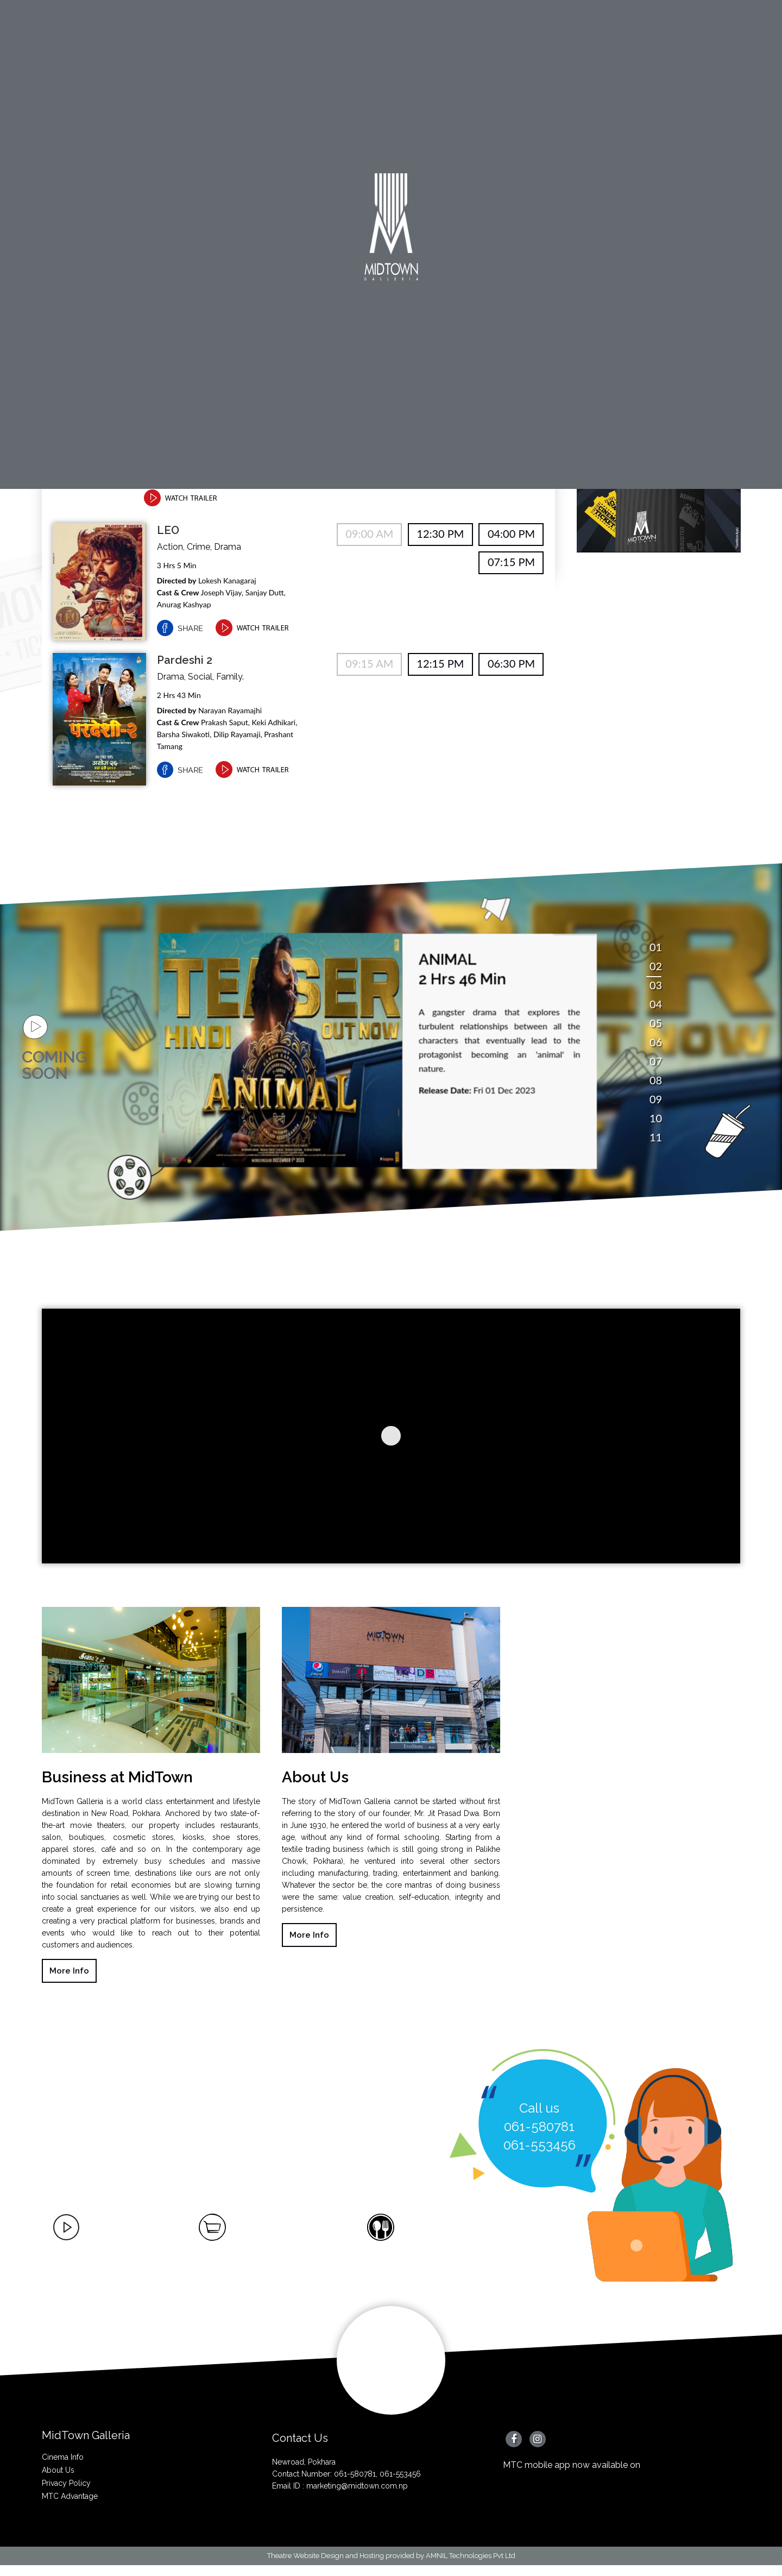 MIDTOWN
GALLERIA
WATCH TRAILER
LEO
Action, Crime, Drama
3 Hrs 5 Min
Directed by Lokesh Kanagaraj
Cast & Crew Joseph Vijay, Sanjay Dutt,
Anurag Kashyap
SHARE WATCH TRAILER
09:00 AM 12:30 PM 04:00 PM
07:15 PM
LEO
CINEMA
TICKET
MIDTOWN
Pardeshi 2
Drama, Social, Family.
2 Hrs 43 Min
Directed by Narayan Rayamajhi
Cast & Crew Prakash Saput, Keki Adhikari,
Barsha Siwakoti, Dilip Rayamaji, Prashant
Tamang
SHARE WATCH TRAILER
09:15 AM 12:15 PM 06:30 PM
परदेशी-२
COMING
SOON
TEASER
HINDI
OUT NOW
ANIMAL
ANIMAL
2 Hrs 46 Min
A gangster drama that explores the
turbulent relationships between all the
characters that eventually lead to the
protagonist becoming an 'animal' in
nature.
Release Date: Fri 01 Dec 2023
01
02
03
04
05
06
07
08
09
10
11
MIDTOWN
pepsi
Business at MidTown
MidTown Galleria is a world class entertainment and lifestyle
destination in New Road, Pokhara. Anchored by two state-of-
the-art movie theaters, our property includes restaurants,
salon, boutiques, cosmetic stores, kiosks, shoe stores,
apparel stores, café and so on. In the contemporary age
dominated by extremely busy schedules and massive
amounts of screen time, destinations like ours are not only
the foundation for retail economies but are slowing turning
into social sanctuaries as well. While we are trying our best to
create a great experience for our visitors, we also end up
creating a very practical platform for businesses, brands and
events who would like to reach out to their potential
customers and audiences.
More Info
About Us
The story of MidTown Galleria cannot be started without first
referring to the story of our founder, Mr. Jit Prasad Dwa. Born
in June 1930, he entered the world of business at a very early
age, without any kind of formal schooling. Starting from a
textile trading business (which is still going strong in Palikhe
Chowk, Pokhara), he ventured into several other sectors
including manufacturing, trading, entertainment and banking.
Whatever the sector be, the core mantras of doing business
were the same: value creation, self-education, integrity and
persistence.
More Info
Call us
061-580781
061-553456
MidTown Galleria
Cinema Info
About Us
Privacy Policy
MTC Advantage
Contact Us
Newroad, Pokhara
Contact Number: 061-580781, 061-553456
Email ID : marketing@midtown.com.np
MTC mobile app now available on
Theatre Website Design and Hosting provided by AMNIL Technologies Pvt Ltd